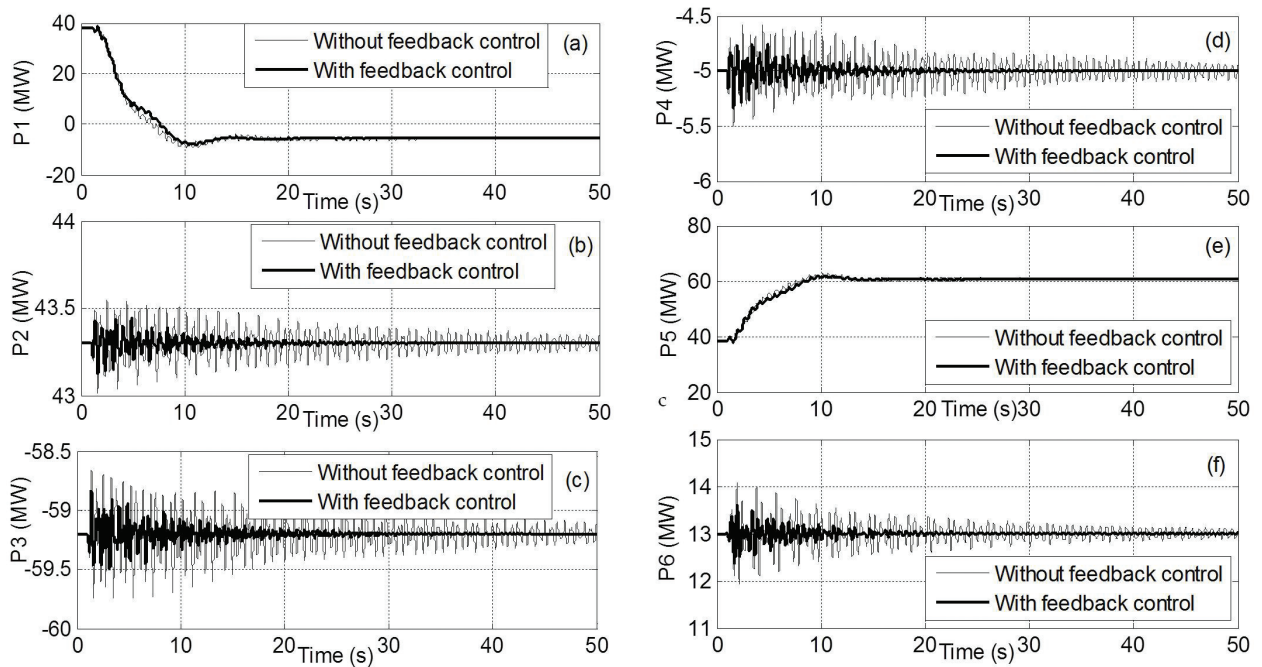 40
20
0
-20
P1 (MW)
Without feedback control
With feedback control
(a)
0 10 20 30 40 50
Time (s)
44
43.5
43
P2 (MW)
Without feedback control
With feedback control
(b)
0 10 20 30 40 50
Time (s)
-58.5
-59
-59.5
-60
P3 (MW)
Without feedback control
With feedback control
(c)
0 10 20 30 40 50
Time (s)
-4.5
-5
-5.5
-6
P4 (MW)
(d)
Without feedback control
With feedback control
0 10 20 30 40 50
Time (s)
80
60
40
20
P5 (MW)
(e)
Without feedback control
With feedback control
c
0 10 20 30 40 50
Time (s)
15
14
13
12
11
P6 (MW)
(f)
Without feedback control
With feedback control
0 10 20 30 40 50
Time (s)